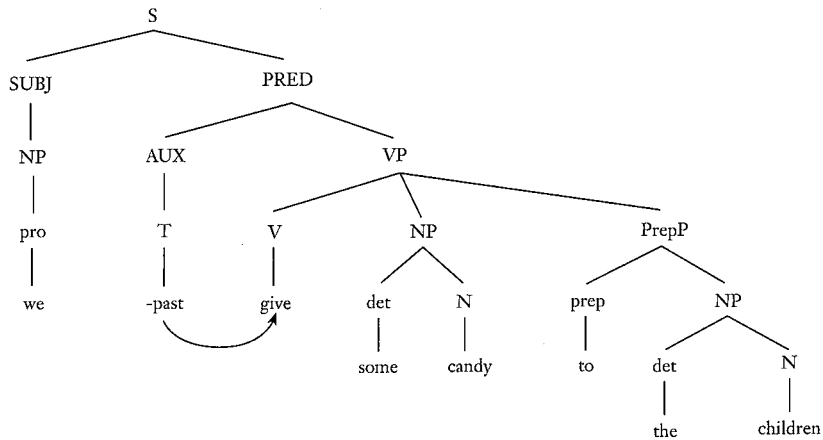 S
SUBJ PRED
NP AUX VP
pro T V NP PrepP
we -past give det N prep NP
some candy to det N
the children